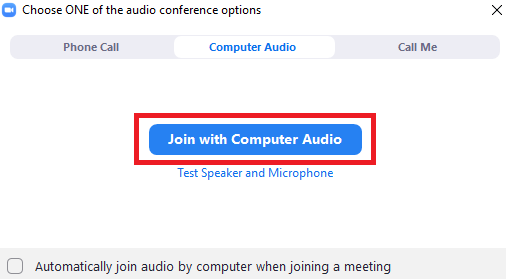 Choose ONE of the audio conference options
Phone Call Computer Audio Call Me
Join with Computer Audio
Test Speaker and Microphone
Automatically join audio by computer when joining a meeting